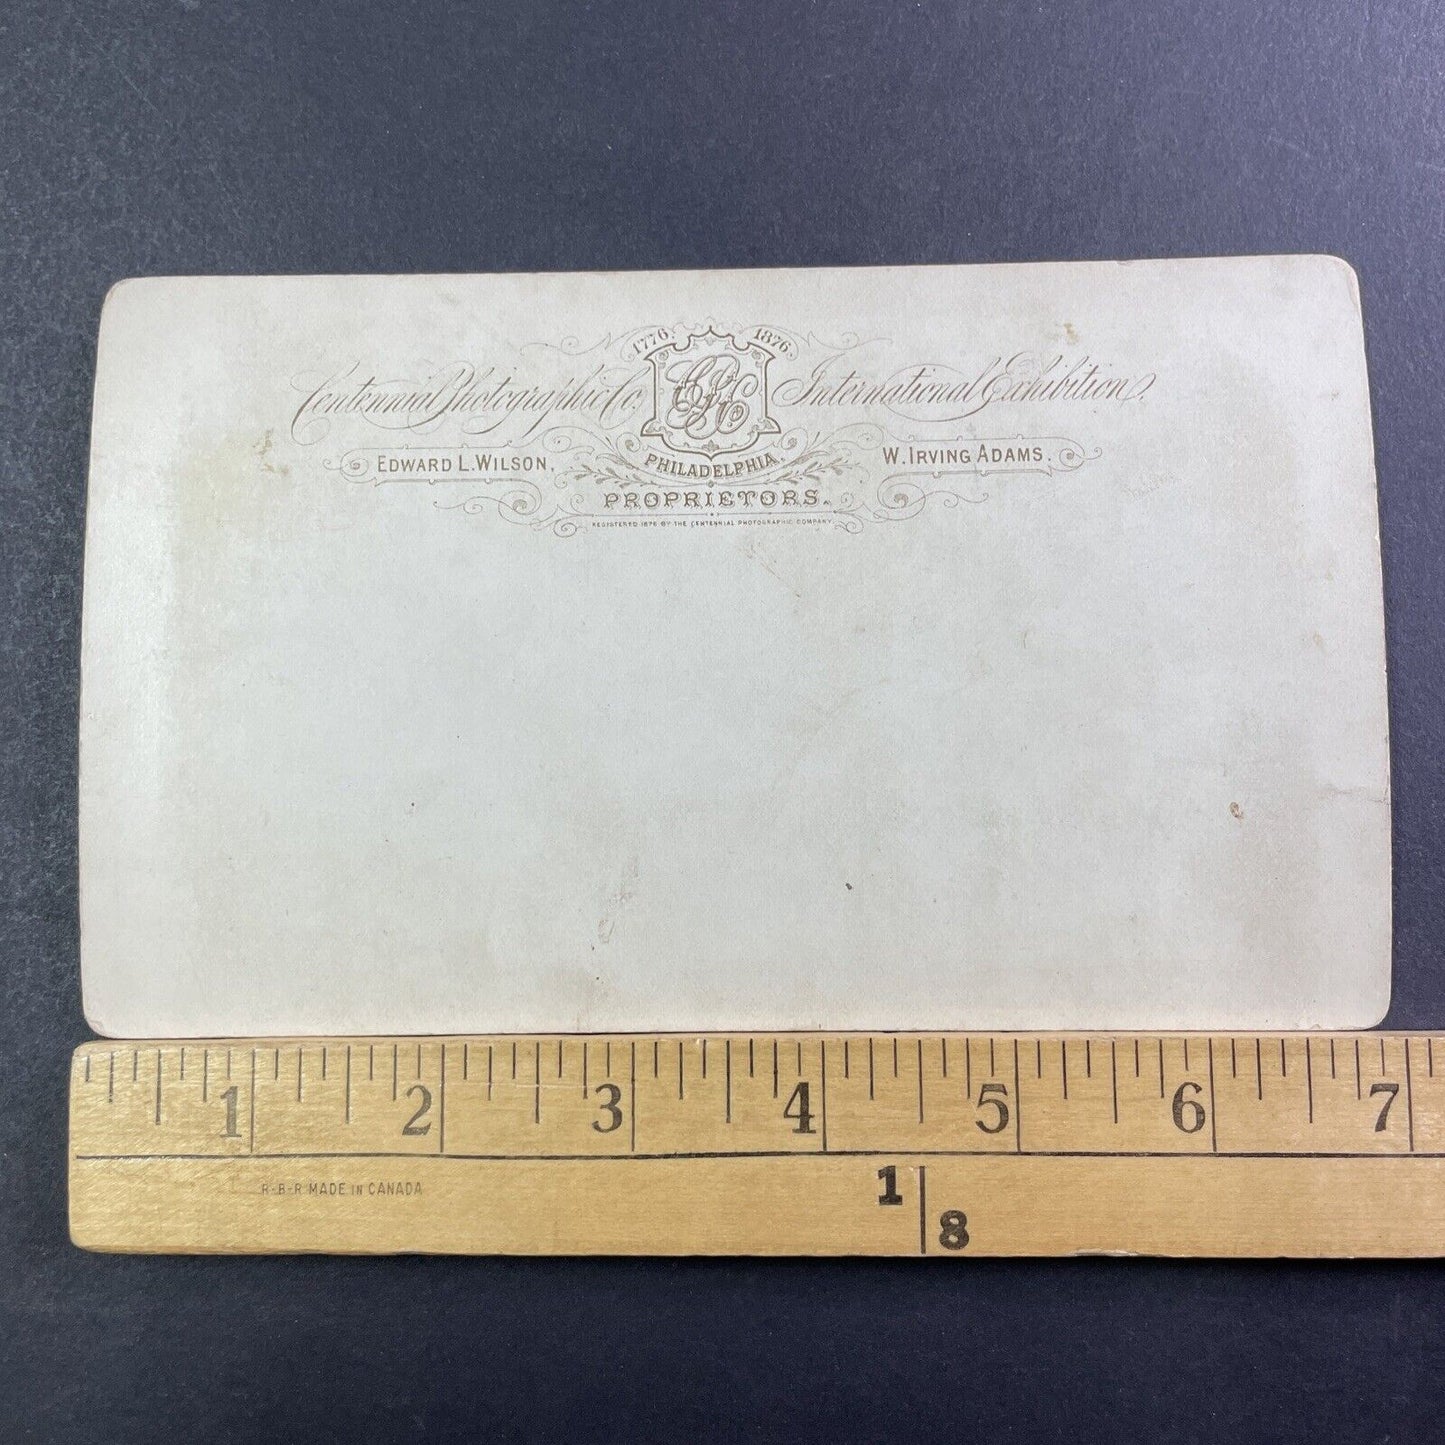 1776. 1876.
Centennial Photographic Co. CPC International Exhibition.
EDWARD L. WILSON. PHILADELPHIA. W. IRVING ADAMS.
PROPRIETORS.
REGISTERED 1876 BY THE CENTENNIAL PHOTOGRAPHIC COMPANY.
1 2 3 4 5 6 7
R-B-R MADE IN CANADA
1
8